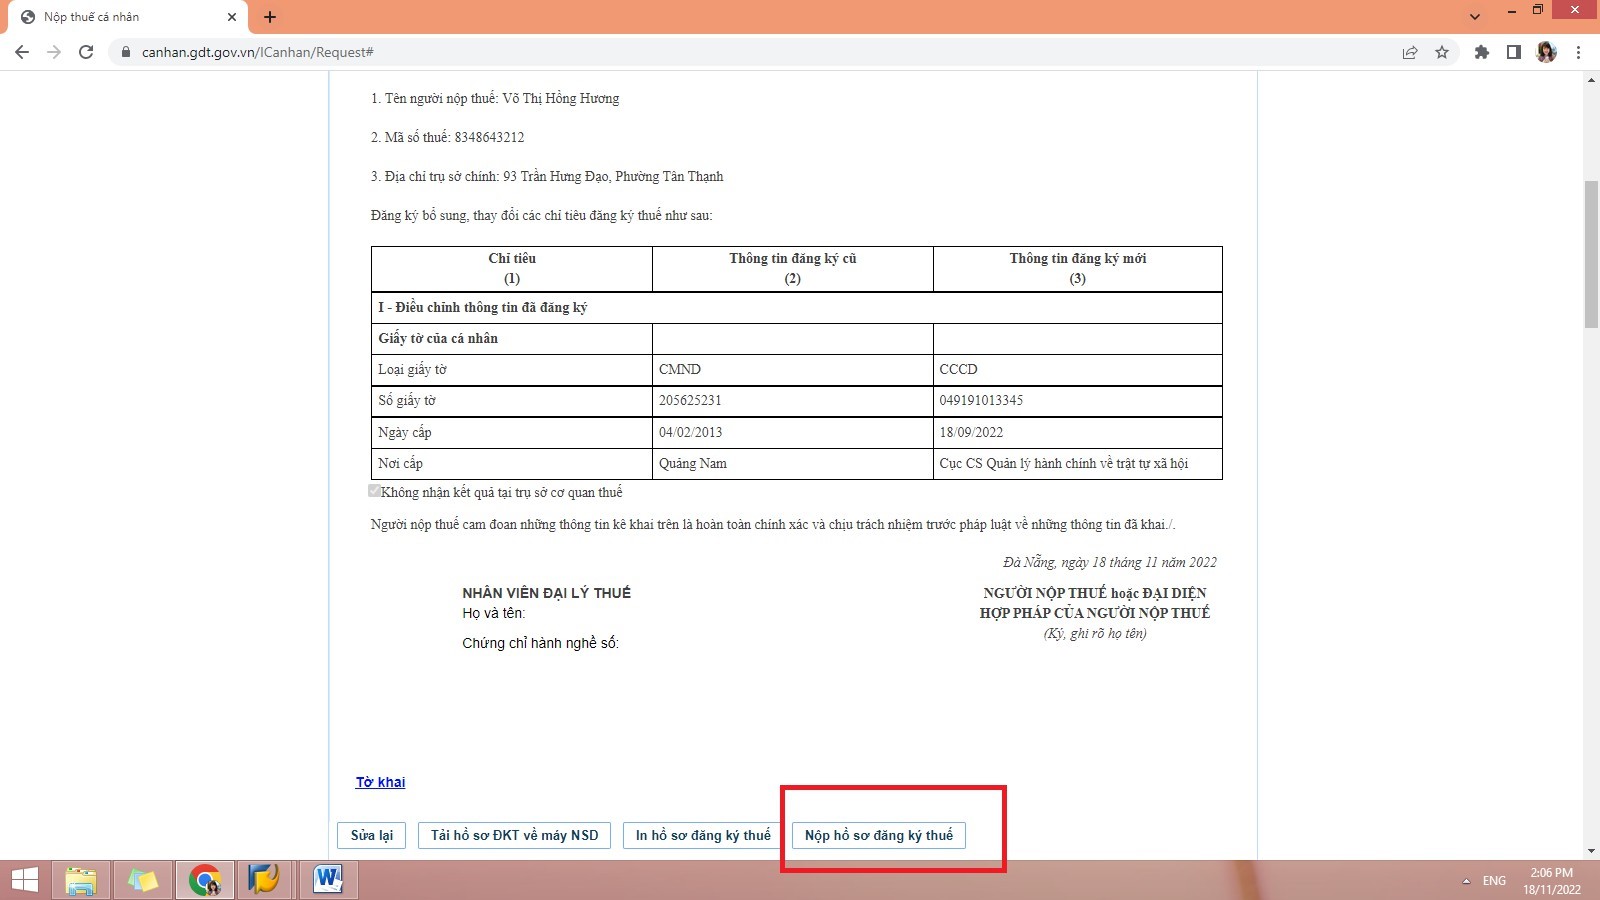 Nộp thuế cá nhân
canhan.gdt.gov.vn/ICanhan/Request#
1. Tên người nộp thuế: Võ Thị Hồng Hương
2. Mã số thuế: 8348643212
3. Địa chỉ trụ sở chính: 93 Trần Hưng Đạo, Phường Tân Thạnh
Đăng ký bổ sung, thay đổi các chỉ tiêu đăng ký thuế như sau:
Chỉ tiêu (1) Thông tin đăng ký cũ (2) Thông tin đăng ký mới (3)
I - Điều chỉnh thông tin đã đăng ký
Giấy tờ của cá nhân
Loại giấy tờ CMND CCCD
Số giấy tờ 205625231 049191013345
Ngày cấp 04/02/2013 18/09/2022
Nơi cấp Quảng Nam Cục CS Quản lý hành chính về trật tự xã hội
Không nhận kết quả tại trụ sở cơ quan thuế
Người nộp thuế cam đoan những thông tin kê khai trên là hoàn toàn chính xác và chịu trách nhiệm trước pháp luật về những thông tin đã khai./.
Đà Nẵng, ngày 18 tháng 11 năm 2022
NHÂN VIÊN ĐẠI LÝ THUẾ
Họ và tên:
Chứng chỉ hành nghề số:
NGƯỜI NỘP THUẾ hoặc ĐẠI DIỆN
HỢP PHÁP CỦA NGƯỜI NỘP THUẾ
(Ký, ghi rõ họ tên)
Tờ khai
Sửa lại Tải hồ sơ ĐKT về máy NSD In hồ sơ đăng ký thuế Nộp hồ sơ đăng ký thuế
ENG
2:06 PM
18/11/2022